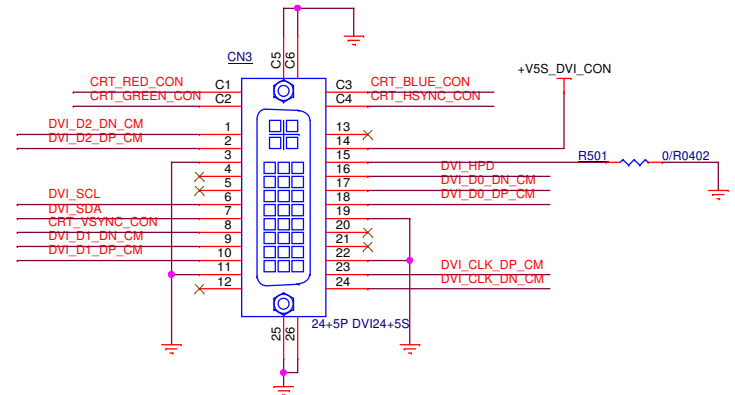 CN3
C5
C6
+V5S_DVI_CON
CRT_RED_CON C1 C3 CRT_BLUE_CON
CRT_GREEN_CON C2 C4 CRT_HSYNC_CON
DVI_D2_DN_CM 1 13
DVI_D2_DP_CM 2 14
3 15 R501 0/R0402
4 16 DVI_HPD
5 17 DVI_D0_DN_CM
DVI_SCL 6 18 DVI_D0_DP_CM
DVI_SDA 7 19
CRT_VSYNC_CON 8 20
DVI_D1_DN_CM 9 21
DVI_D1_DP_CM 10 22
11 23 DVI_CLK_DP_CM
12 24 DVI_CLK_DN_CM
24+5P DVI24+5S
25
26